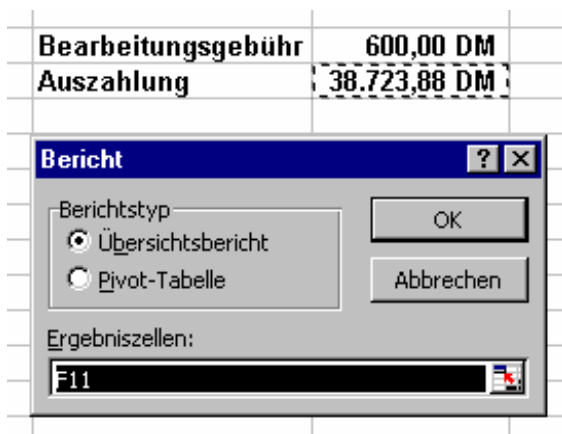 Bearbeitungsgebühr 600,00 DM
Auszahlung 38.723,88 DM
Bericht ? ×
Berichtstyp
Übersichtsbericht
Pivot-Tabelle
OK
Abbrechen
Ergebniszellen:
F11